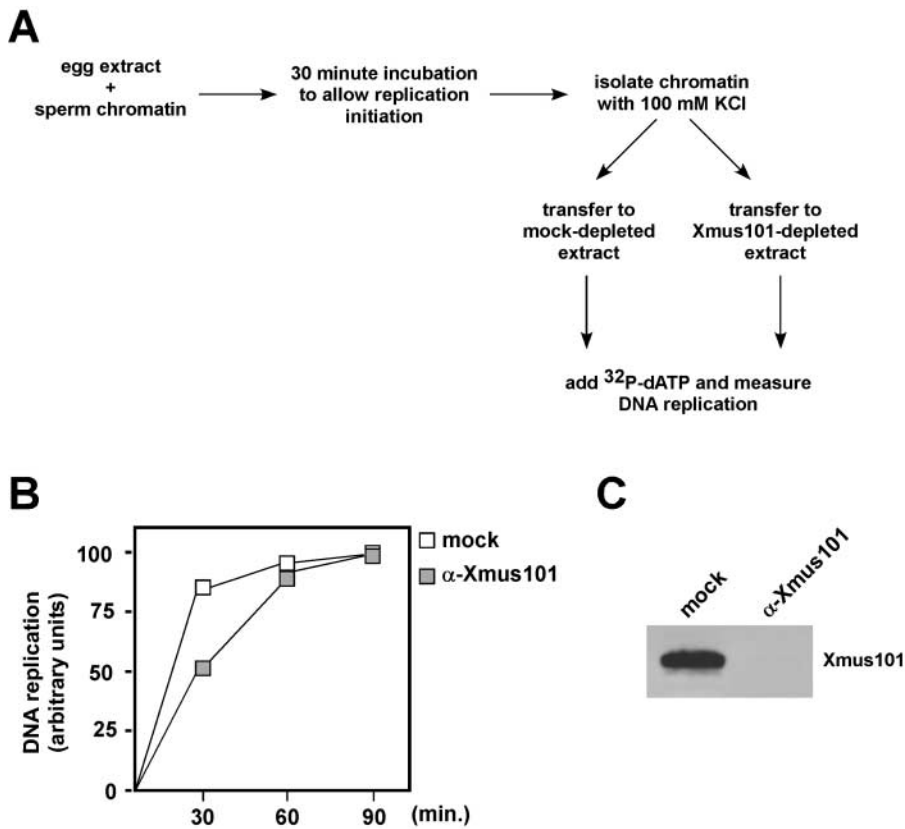 A
egg extract
+
sperm chromatin
30 minute incubation
to allow replication
initiation
isolate chromatin
with 100 mM KCl
transfer to
mock-depleted
extract
transfer to
Xmus101-depleted
extract
add 32P-dATP and measure
DNA replication
B
DNA replication
(arbitrary units)
100
75
50
25
0
30
60
90
(min.)
mock
α-Xmus101
C
mock
α-Xmus101
Xmus101